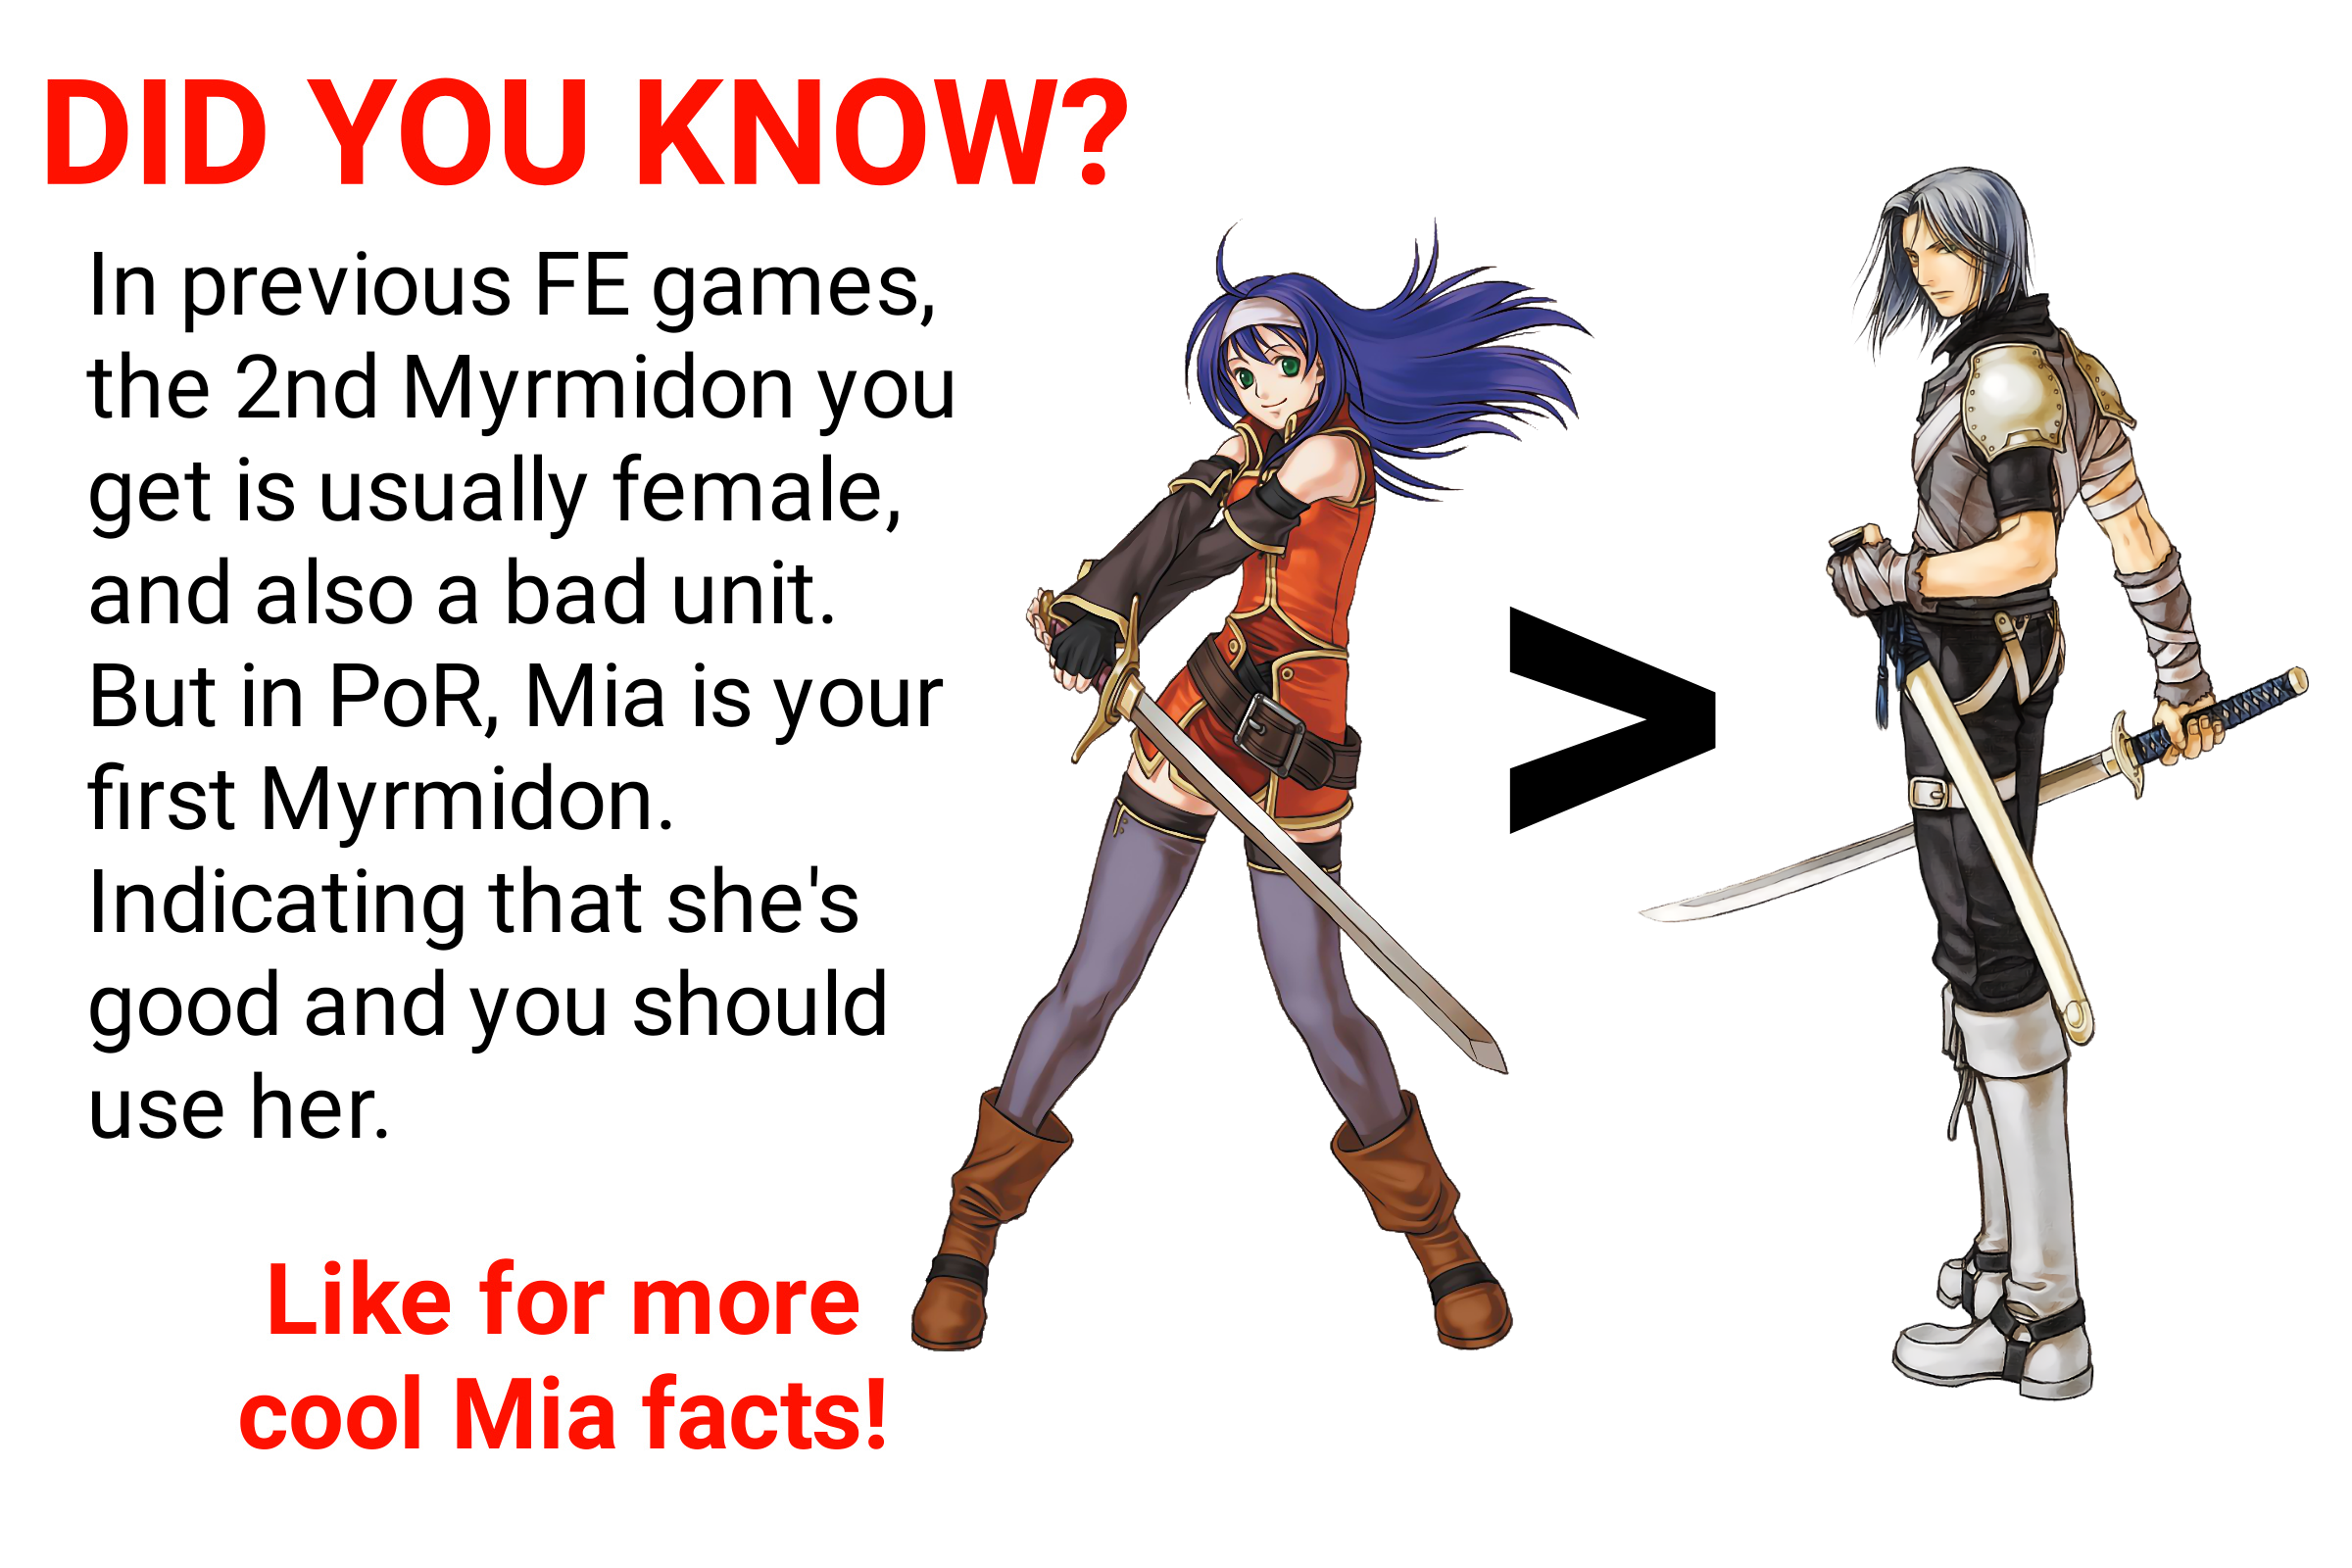 DID YOU KNOW?
In previous FE games,
the 2nd Myrmidon you
get is usually female,
and also a bad unit.
But in PoR, Mia is your
first Myrmidon.
Indicating that she's
good and you should
use her.
>
Like for more
cool Mia facts!